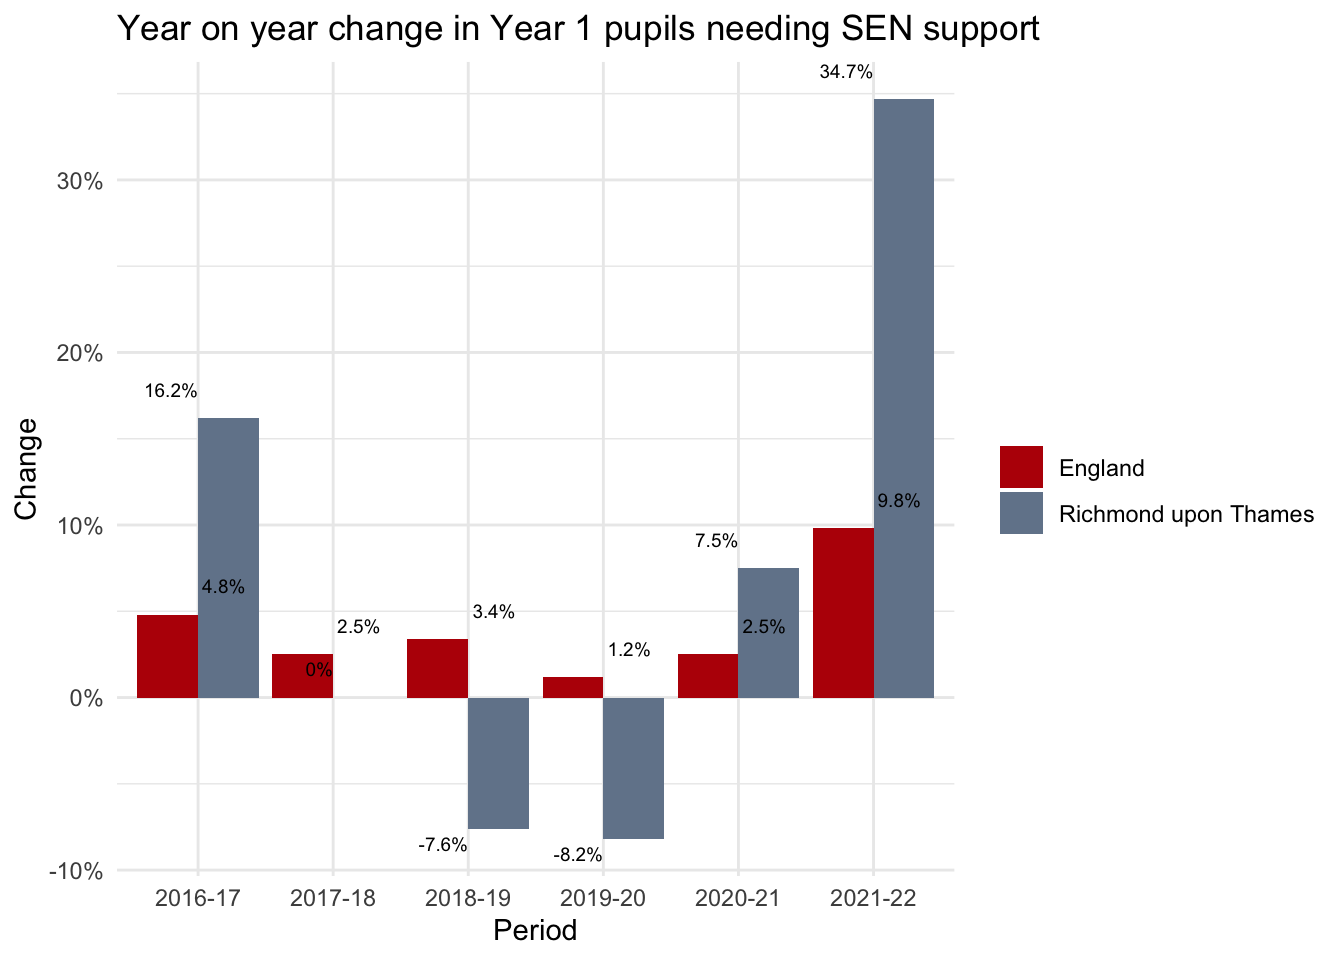 Year on year change in Year 1 pupils needing SEN support
34.7%
30%
20%
16.2%
Change
England
9.8%
Richmond upon Thames
10%
7.5%
4.8%
3.4%
2.5%
2.5%
1.2%
0%
0%
-7.6%
-8.2%
-10%
2016-17 2017-18 2018-19 2019-20 2020-21 2021-22
Period